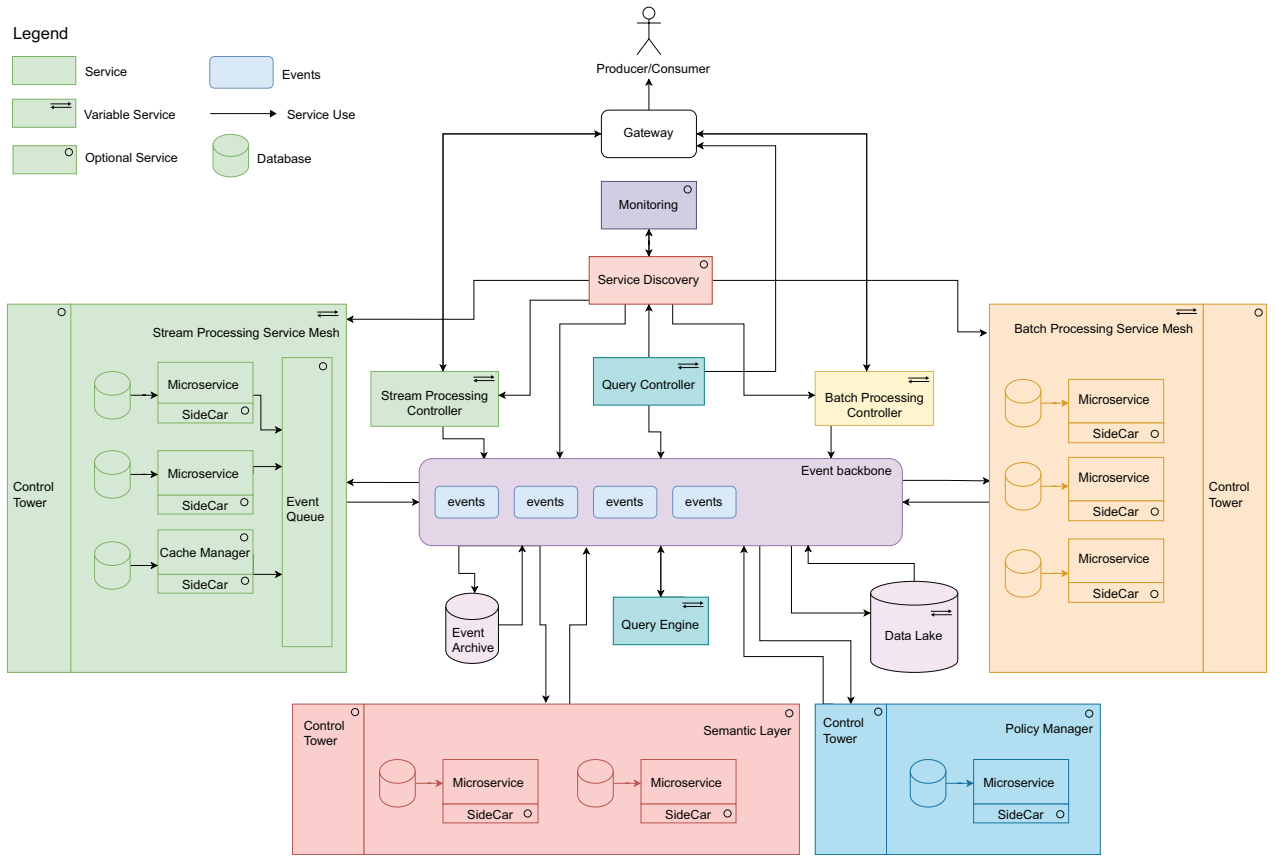 Legend
Service
Events
Variable Service
Service Use
Optional Service
Database
Producer/Consumer
Gateway
Monitoring
Service Discovery
Stream Processing Service Mesh
Control
Tower
Microservice
SideCar
Microservice
SideCar
Cache Manager
SideCar
Event
Queue
Stream Processing
Controller
Query Controller
Batch Processing
Controller
Batch Processing Service Mesh
Microservice
SideCar
Microservice
SideCar
Microservice
SideCar
Control
Tower
Event backbone
events
events
events
events
Event
Archive
Query Engine
Data Lake
Control
Tower
Semantic Layer
Microservice
SideCar
Microservice
SideCar
Control
Tower
Policy Manager
Microservice
SideCar